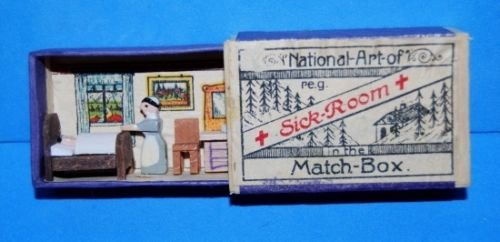 National-Art-of
reg.
Sick-Room
in the
Match-Box.